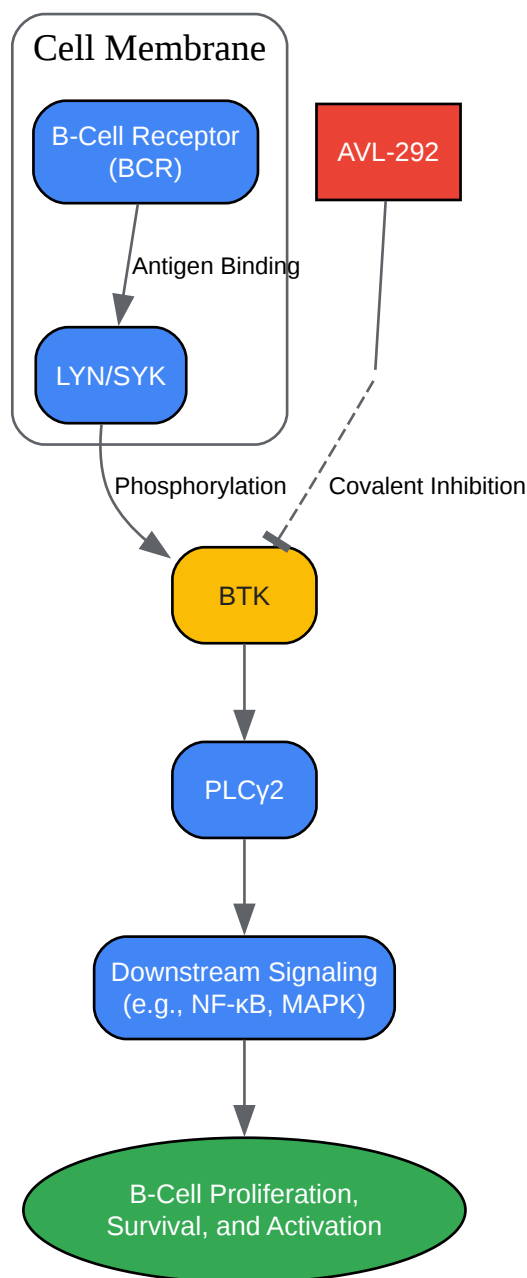 Cell Membrane
B-Cell Receptor
(BCR)
AVL-292
Antigen Binding
LYN/SYK
Phosphorylation
Covalent Inhibition
BTK
PLCγ2
Downstream Signaling
(e.g., NF-κB, MAPK)
B-Cell Proliferation,
Survival, and Activation